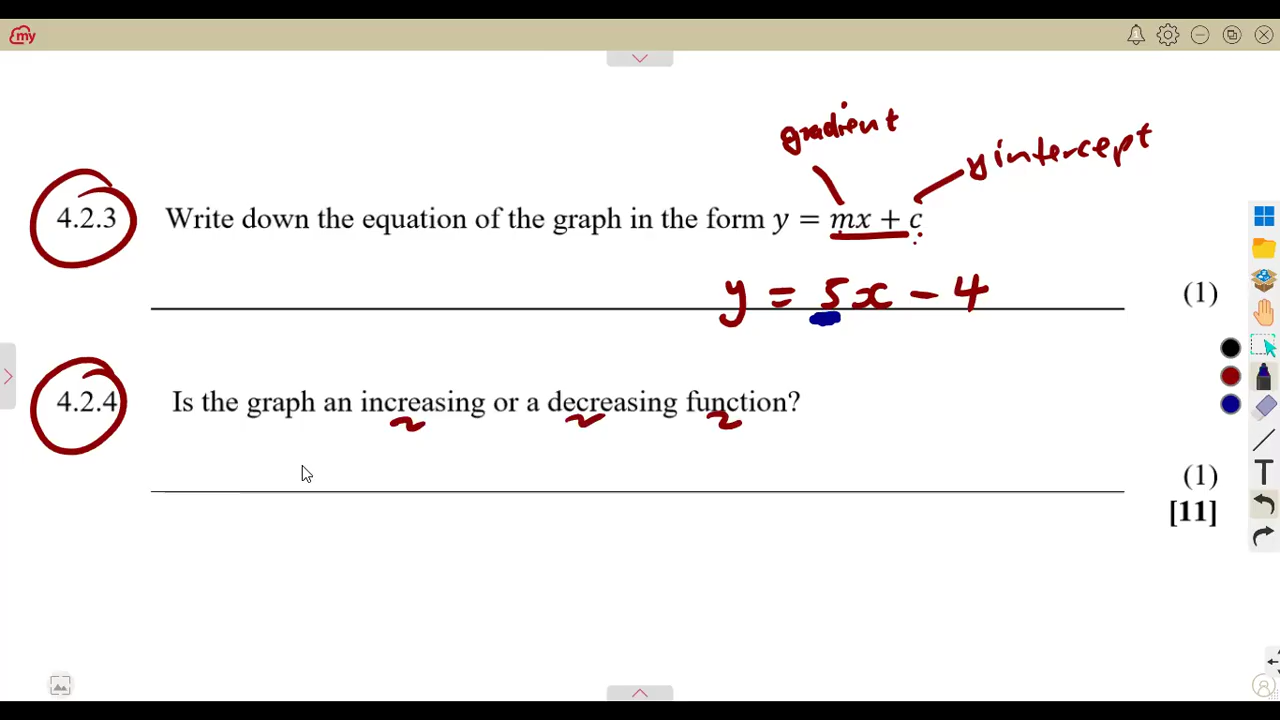 my
gradient
y intercept
4.2.3 Write down the equation of the graph in the form y = mx + c
y = 5x - 4
(1)
4.2.4 Is the graph an increasing or a decreasing function?
(1)
[11]
T